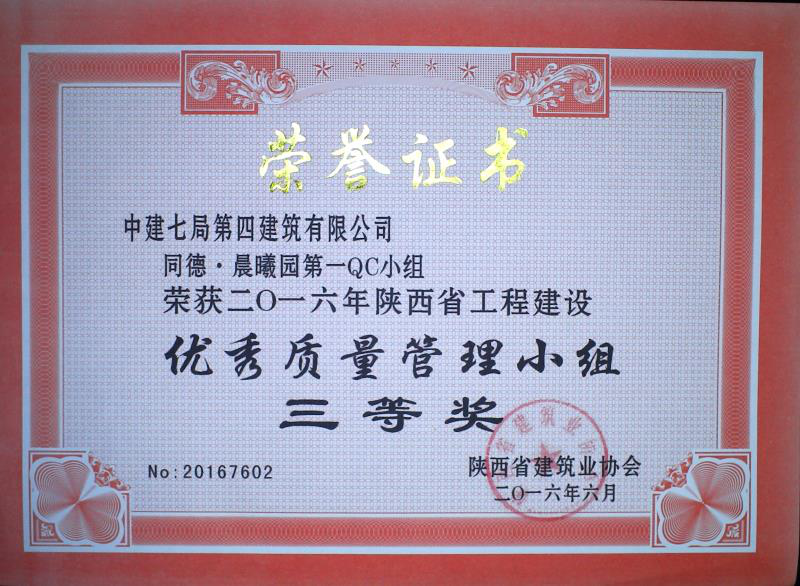 荣誉证书
中建七局第四建筑有限公司
同德·晨曦园第一QC小组
荣获二〇一六年陕西省工程建设
优秀质量管理小组
三等奖
No:20167602
陕西省建筑业协会
二〇一六年六月